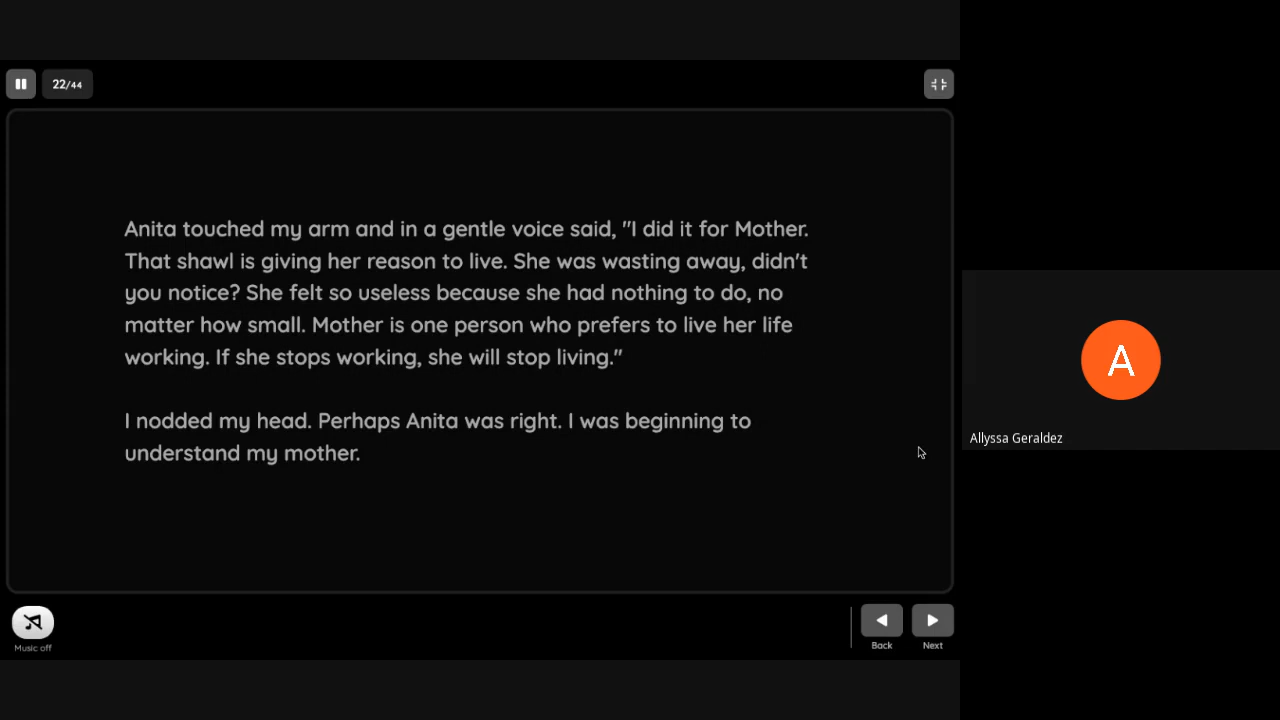 22/44
Anita touched my arm and in a gentle voice said, "I did it for Mother.
That shawl is giving her reason to live. She was wasting away, didn't
you notice? She felt so useless because she had nothing to do, no
matter how small. Mother is one person who prefers to live her life
working. If she stops working, she will stop living."
I nodded my head. Perhaps Anita was right. I was beginning to
understand my mother.
A
Allyssa Geraldez
Music off
Back
Next